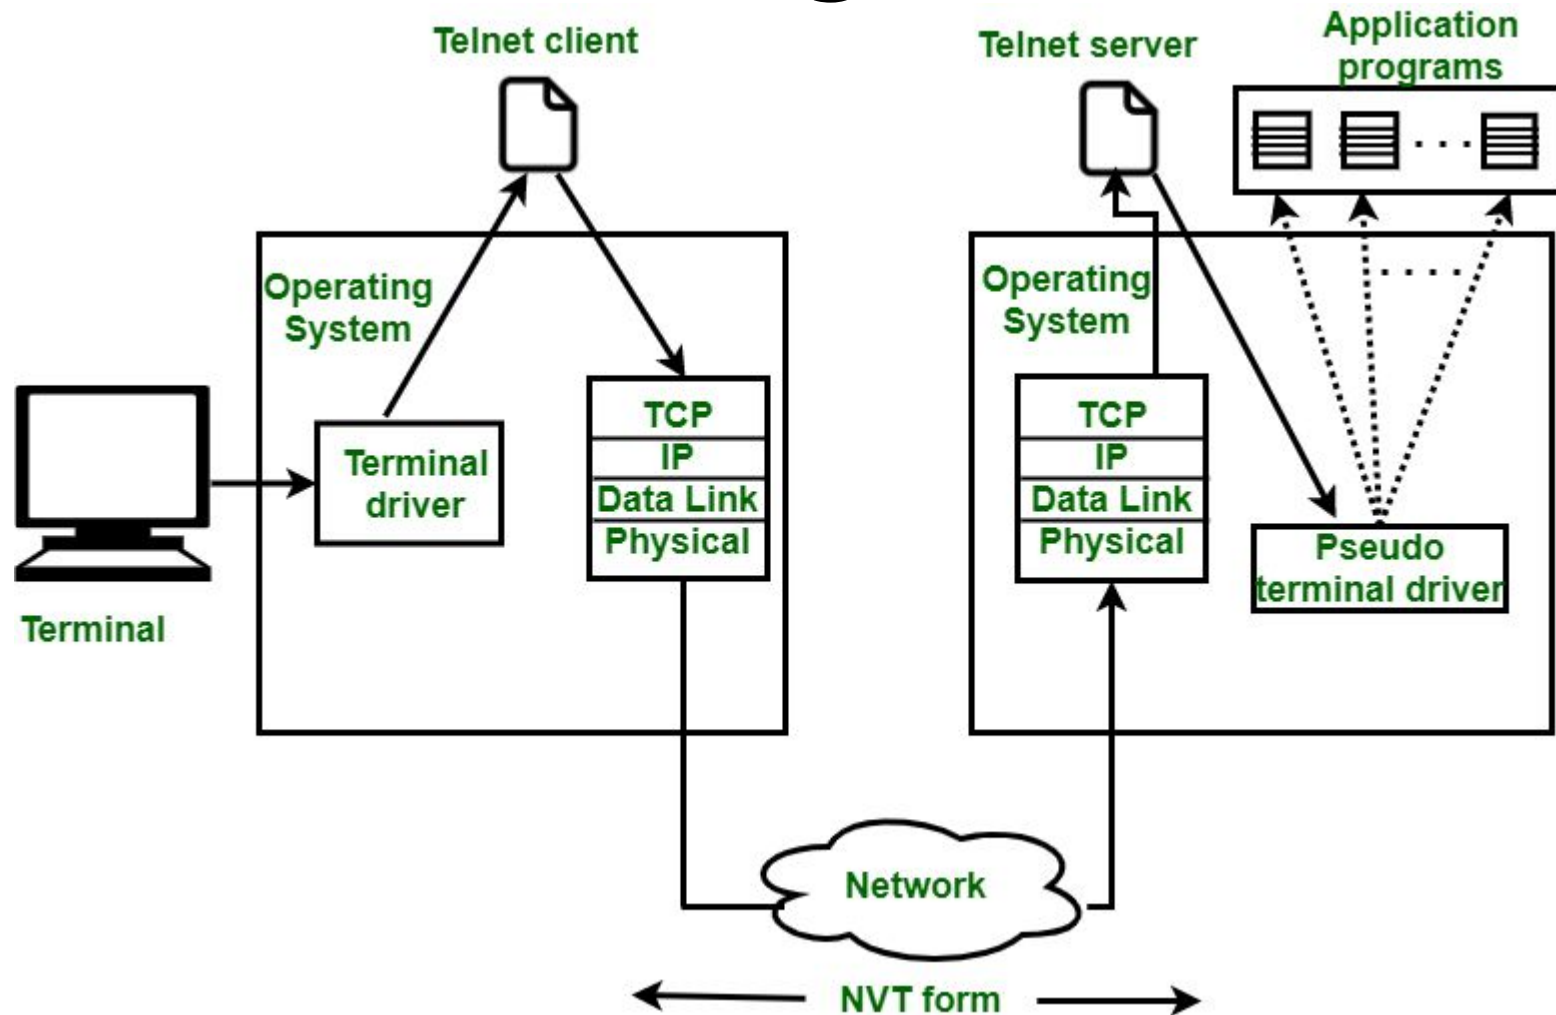 Telnet client
Telnet server
Application
programs
Operating
System
Operating
System
Terminal
driver
TCP
IP
Data Link
Physical
TCP
IP
Data Link
Physical
Pseudo
terminal driver
Terminal
Network
NVT form